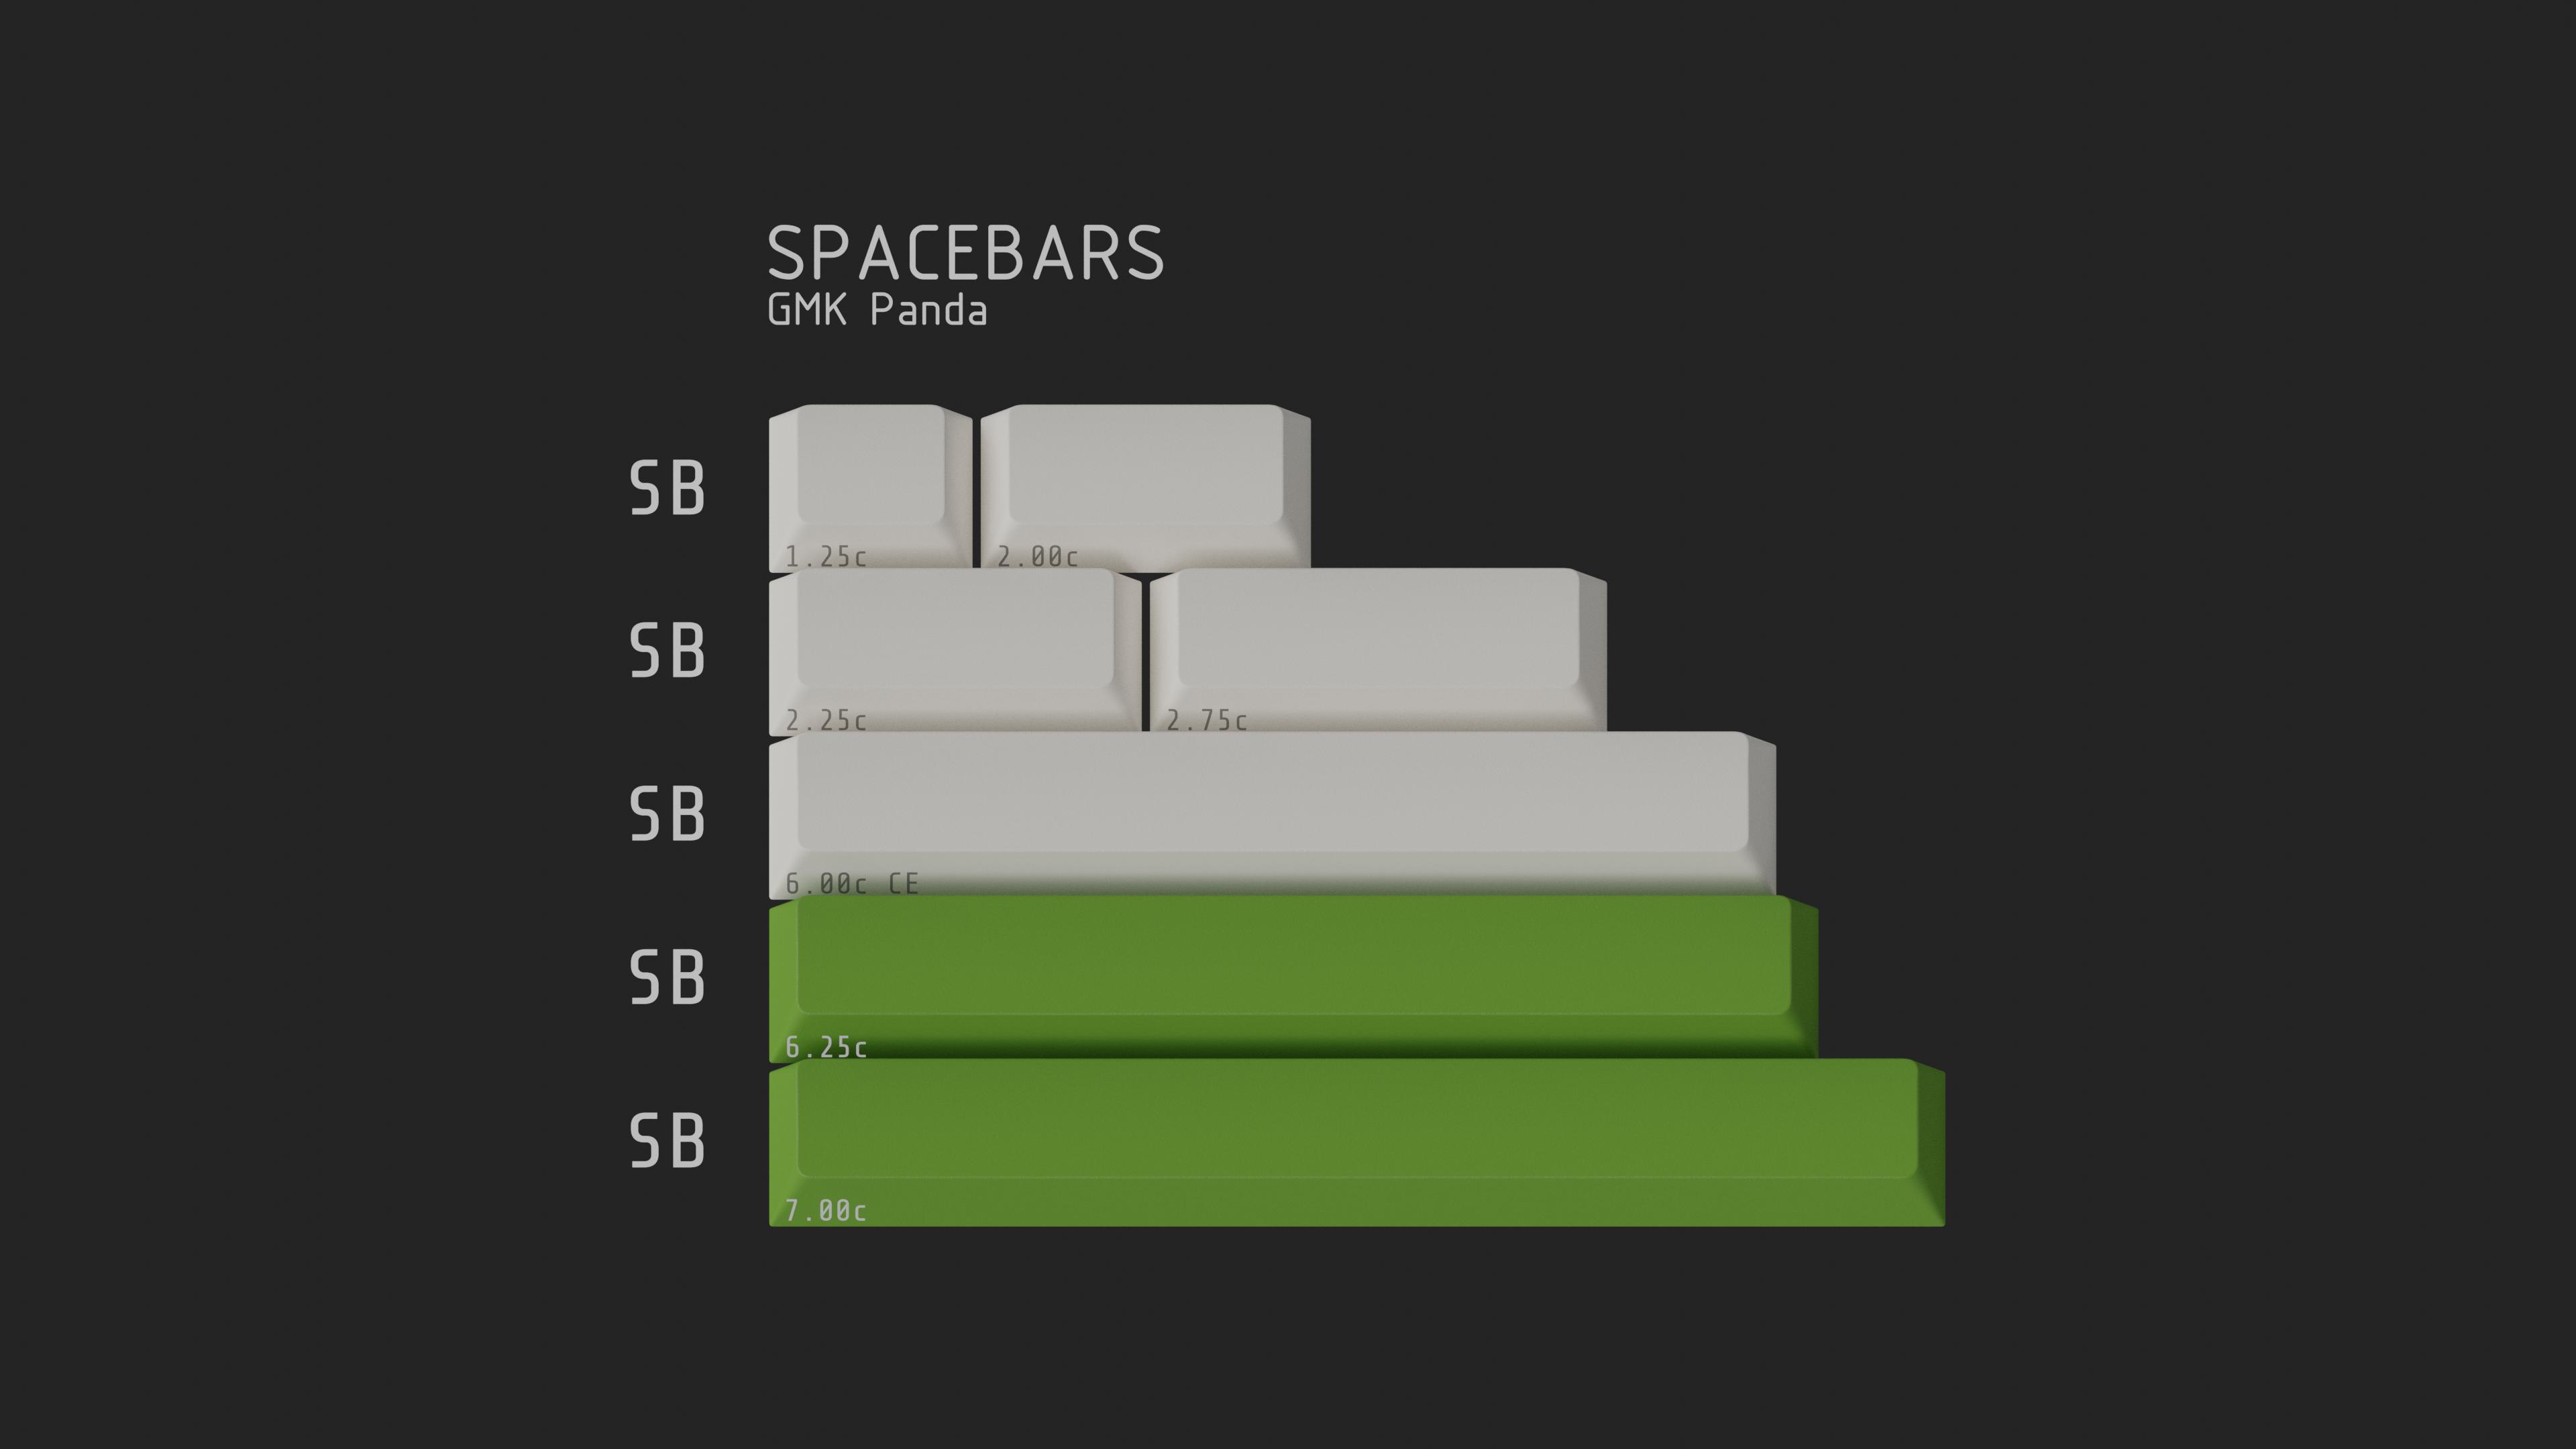 SPACEBARS
GMK Panda
SB 1.25c 2.00c
SB 2.25c 2.75c
SB 6.00c CE
SB 6.25c
SB 7.00c